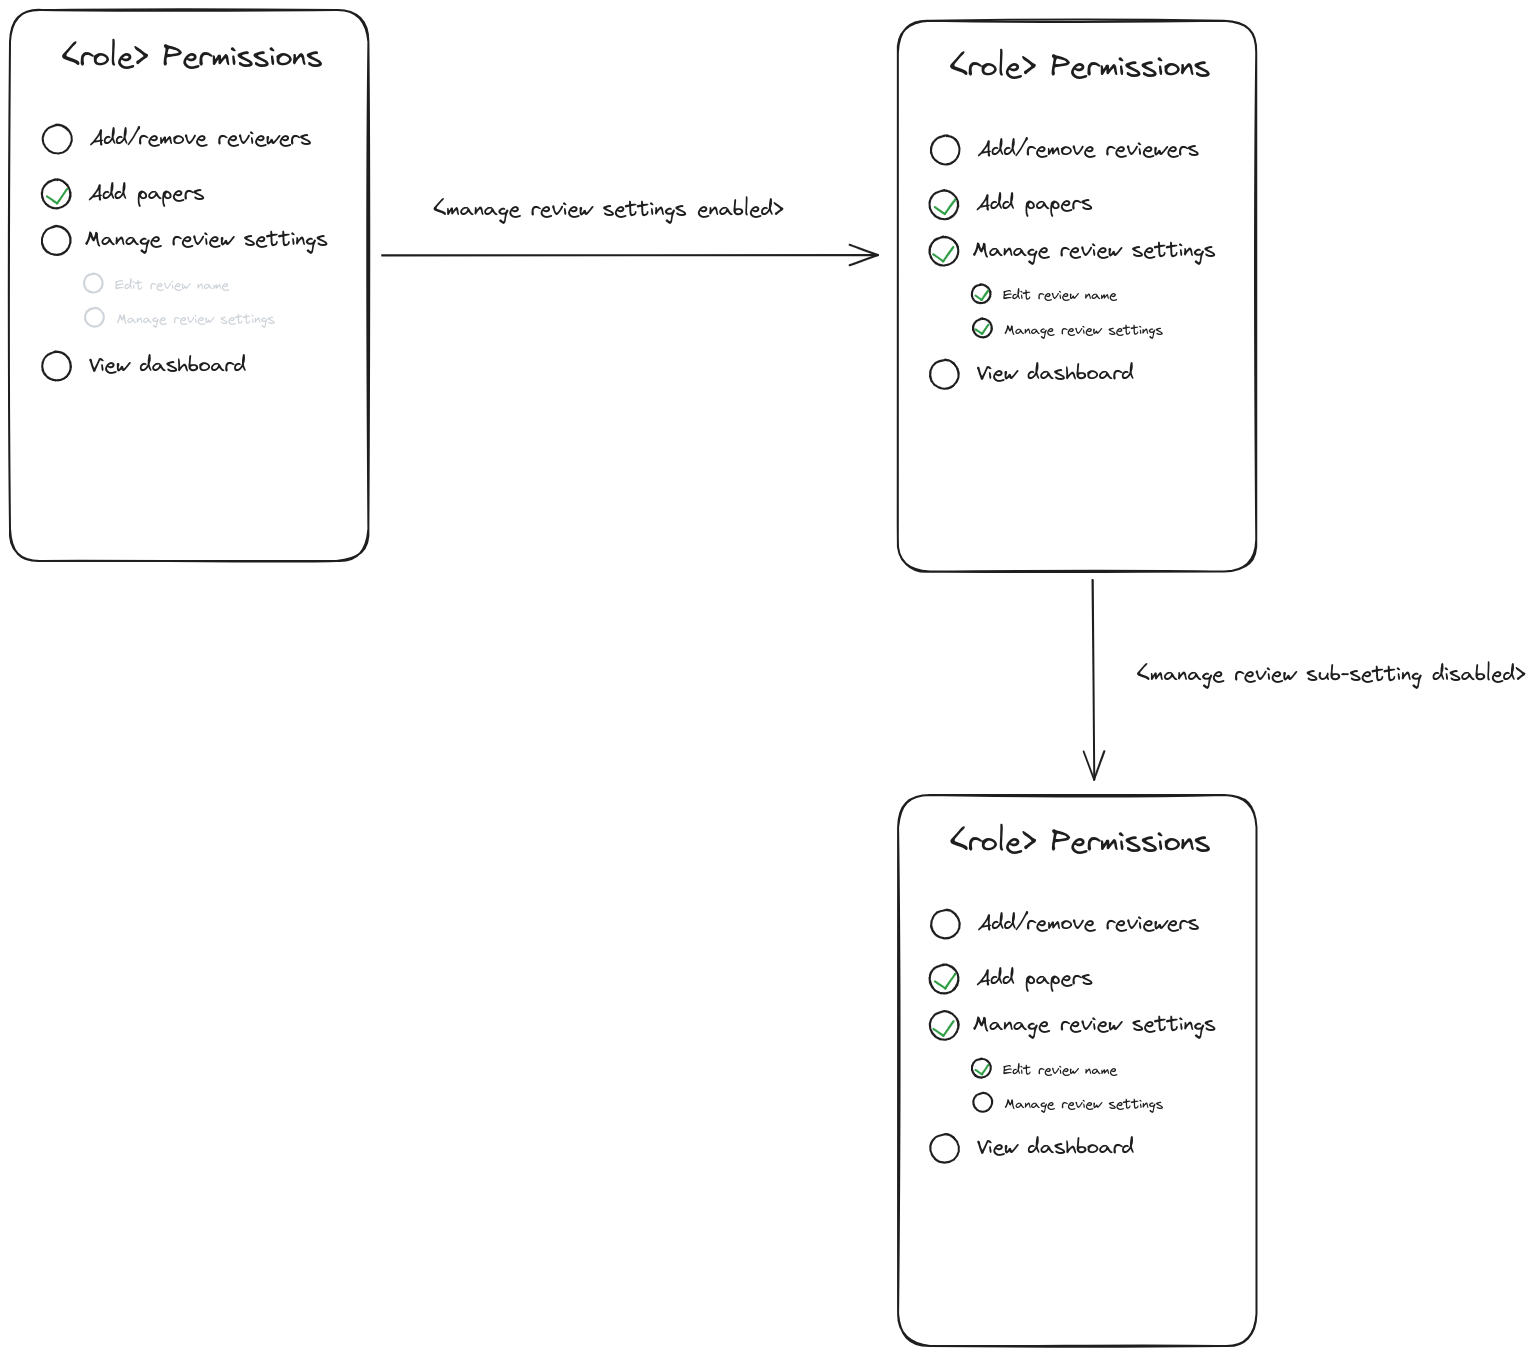 <role> Permissions
Add/remove reviewers
Add papers
Manage review settings
Edit review name
Manage review settings
View dashboard
<manage review settings enabled>
<role> Permissions
Add/remove reviewers
Add papers
Manage review settings
Edit review name
Manage review settings
View dashboard
<manage review sub-setting disabled>
<role> Permissions
Add/remove reviewers
Add papers
Manage review settings
Edit review name
Manage review settings
View dashboard